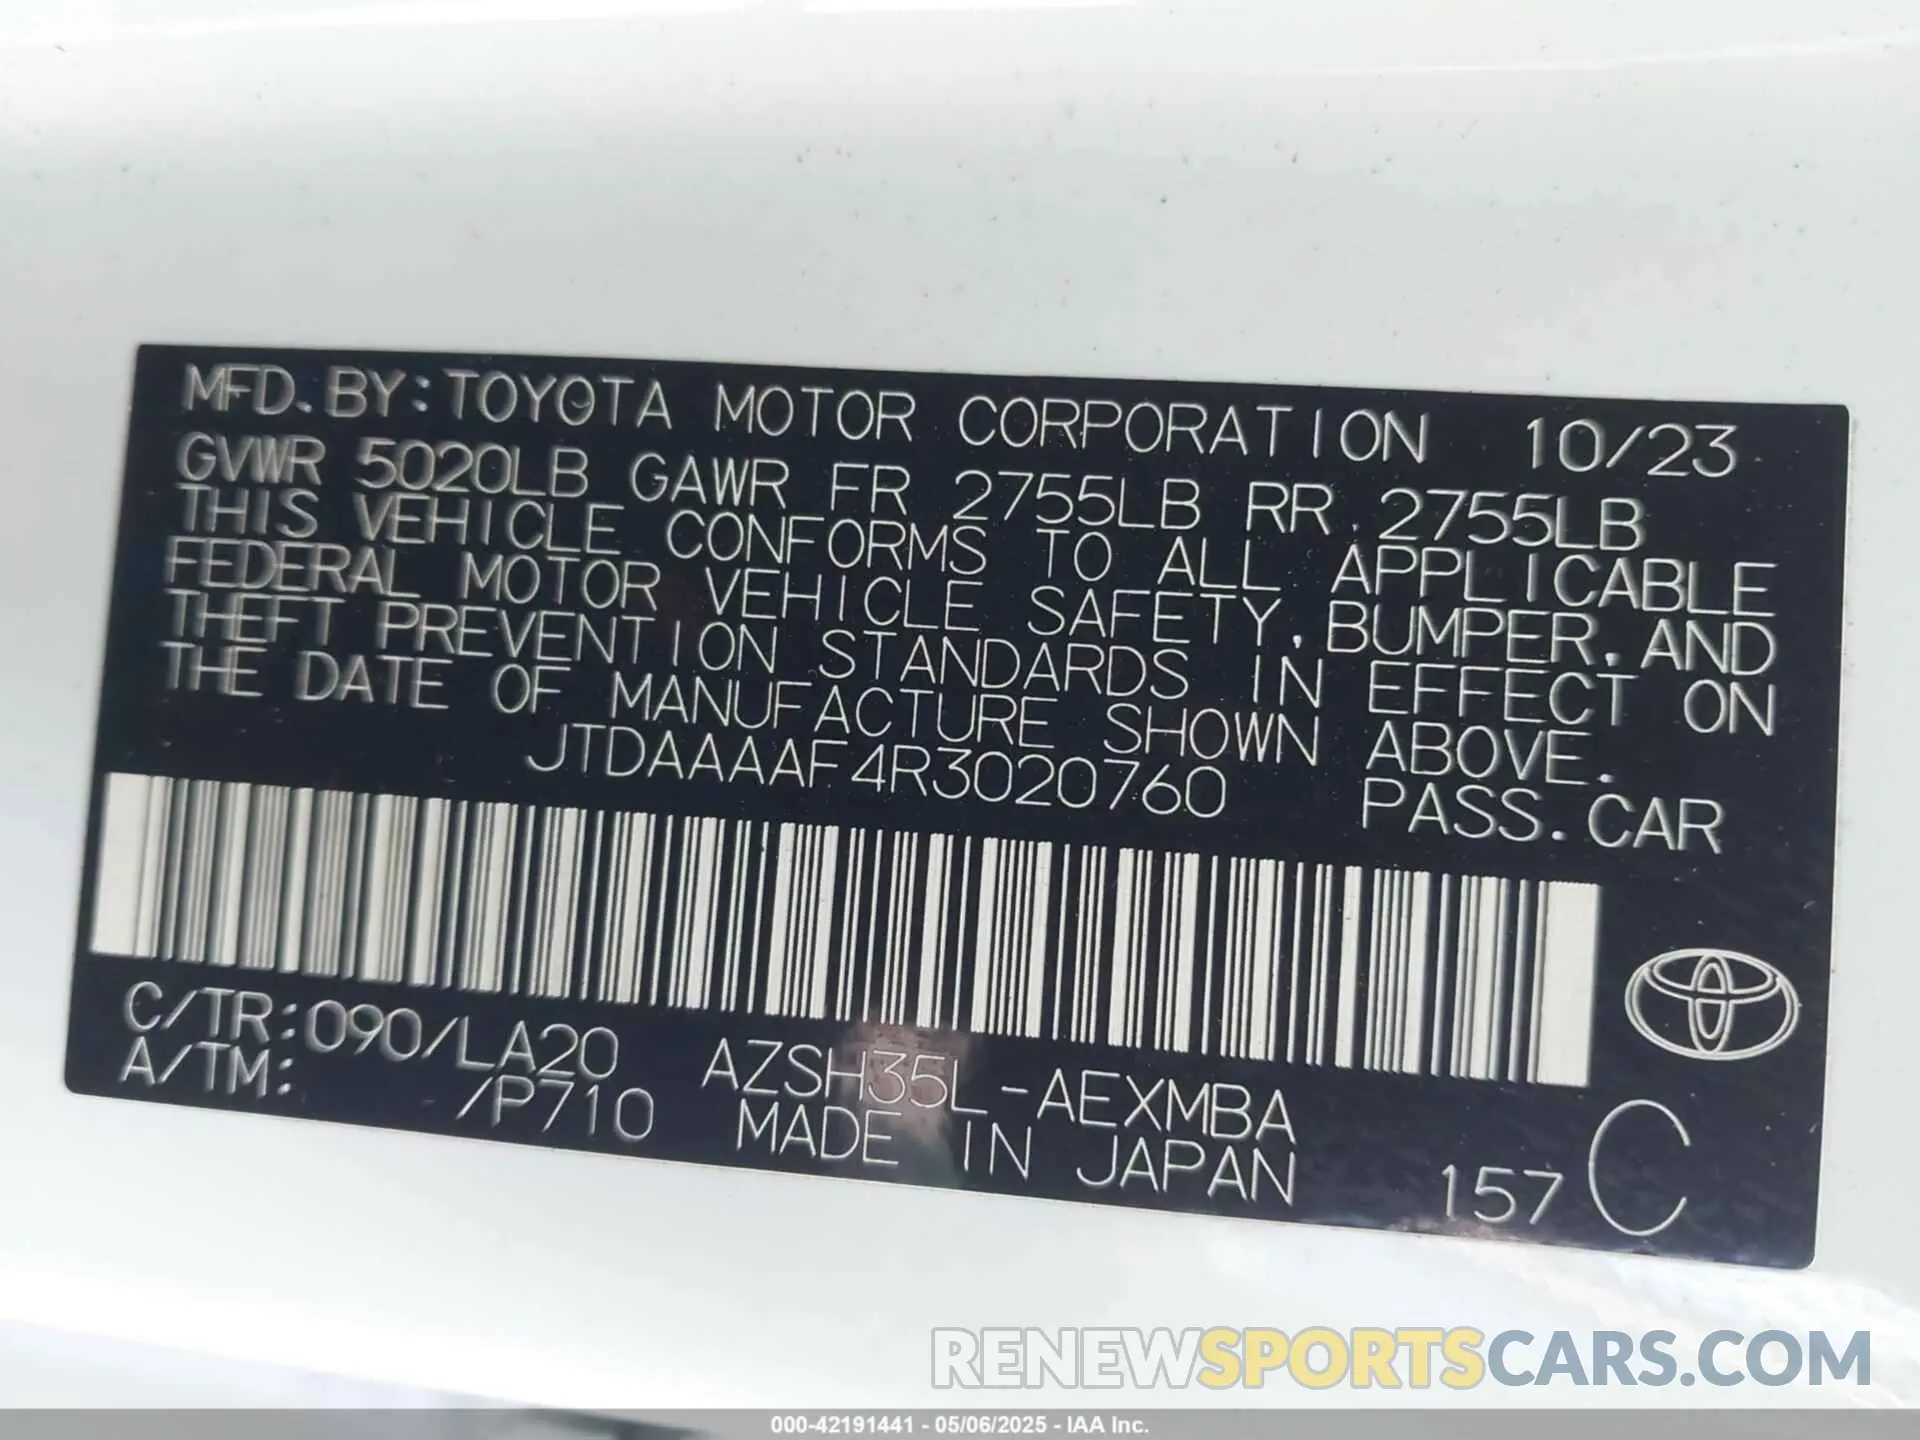 MFD. BY: TOYOTA MOTOR CORPORATION 10/23
GVWR 5020LB GAWR FR 2755LB RR 2755LB
THIS VEHICLE CONFORMS TO ALL APPLICABLE
FEDERAL MOTOR VEHICLE SAFETY, BUMPER, AND
THEFT PREVENTION STANDARDS IN EFFECT ON
THE DATE OF MANUFACTURE SHOWN ABOVE.
JTDAAAAF4R3020760 PASS. CAR
C/TR: 090/LA20 AZSH35L-AEXMBA
A/TM: /P710 MADE IN JAPAN 157 C
RENEWSPORTSCARS.COM
000-42191441 - 05/06/2025 - IAA Inc.